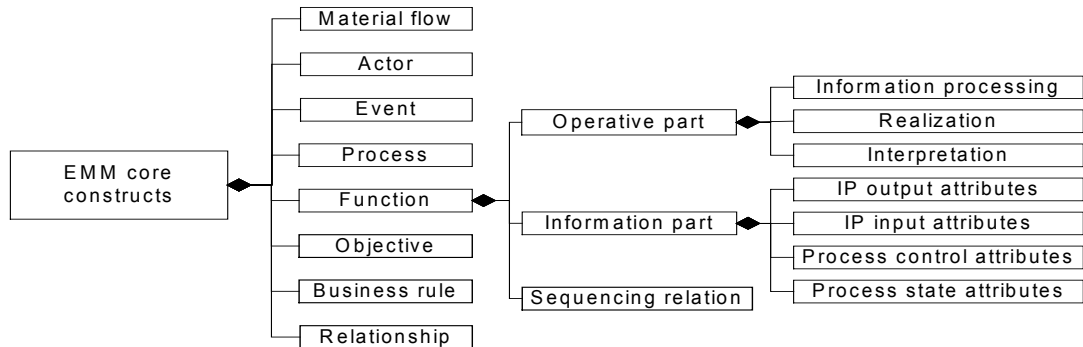 EMM core
constructs
Material flow
Actor
Event
Process
Function
Objective
Business rule
Relationship
Operative part
Information part
Sequencing relation
Information processing
Realization
Interpretation
IP output attributes
IP input attributes
Process control attributes
Process state attributes